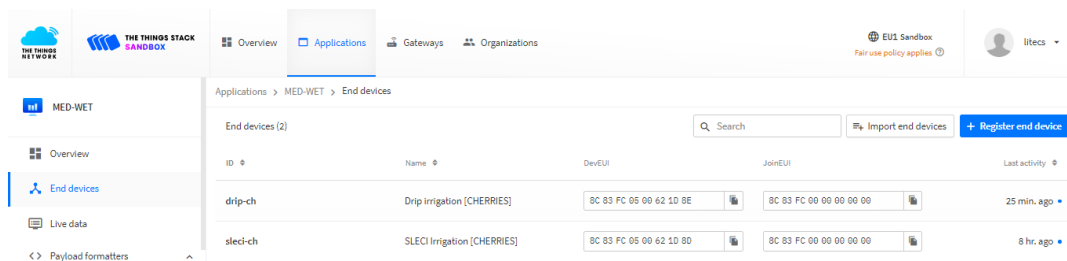 THE THINGS NETWORK
THE THINGS STACK
SANDBOX
Overview
Applications
Gateways
Organizations
EU1 Sandbox
Fair use policy applies
litecs
MED-WET
Overview
End devices
Live data
<> Payload formatters
Applications > MED-WET > End devices
End devices (2)
Search
Import end devices
+ Register end device
ID Name DevEUI JoinEUI Last activity
drip-ch Drip irrigation [CHERRIES] 8C 83 FC 05 00 62 1D 8E 8C 83 FC 00 00 00 00 00 25 min. ago
sleci-ch SLECI Irrigation [CHERRIES] 8C 83 FC 05 00 62 1D 8D 8C 83 FC 00 00 00 00 00 8 hr. ago